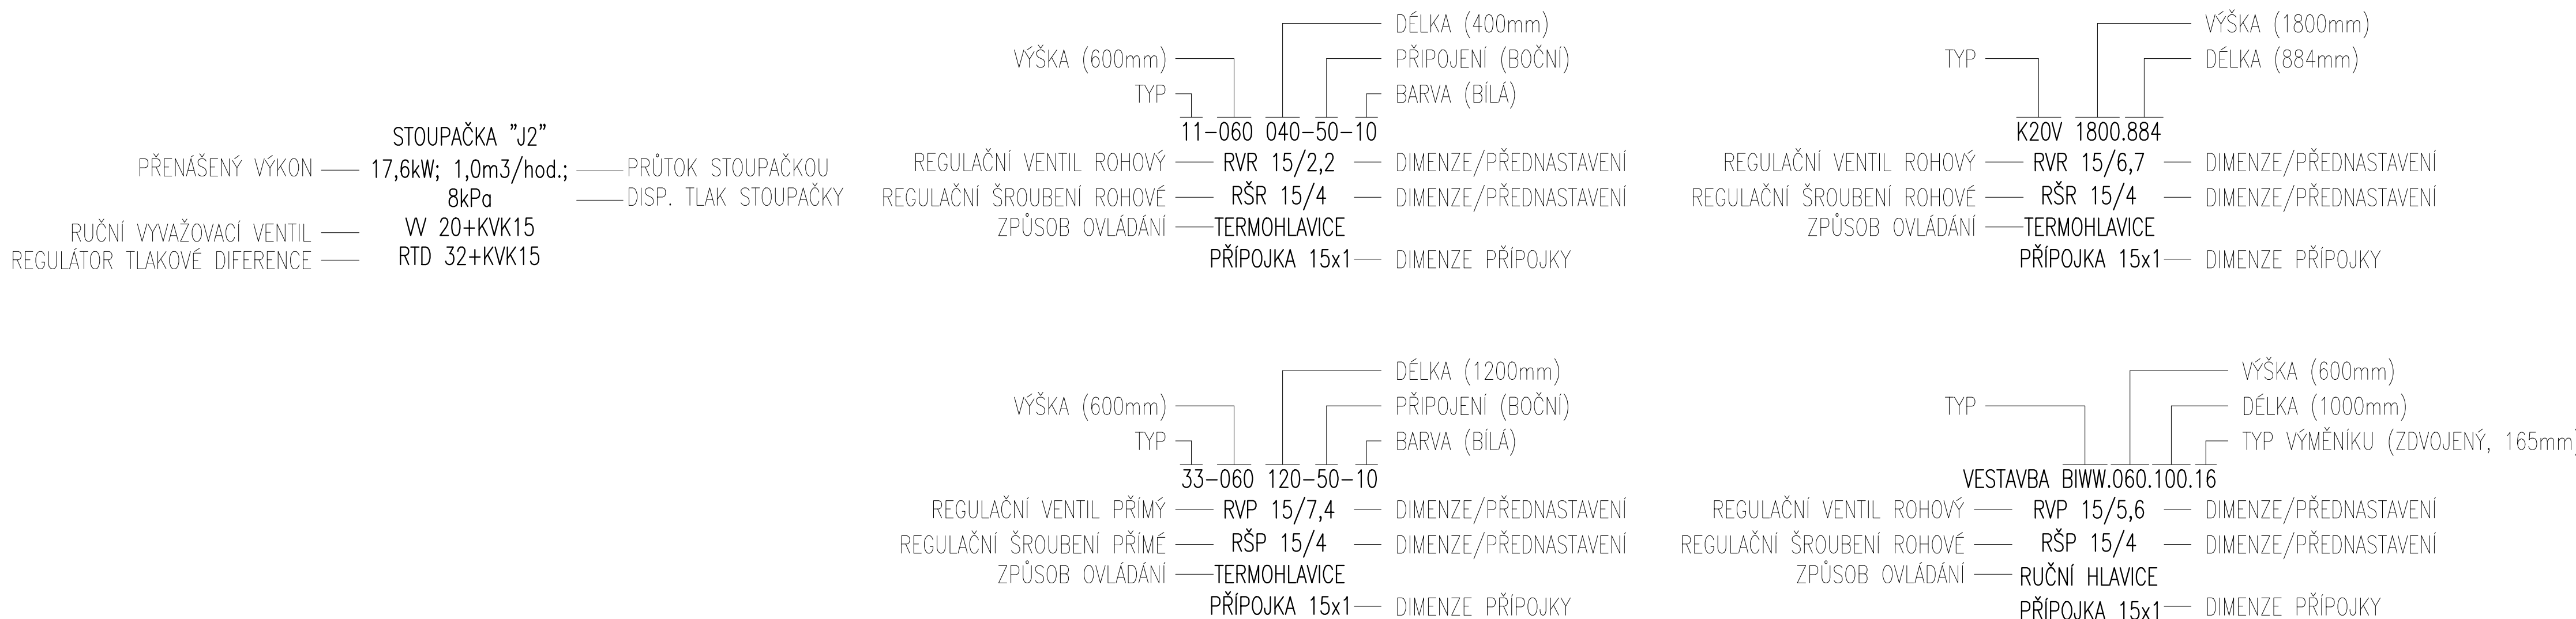 STOUPAČKA "J2"
PŘENÁŠENÝ VÝKON 17,6kW; 1,0m3/hod.; PRŮTOK STOUPAČKOU
8kPa DISP. TLAK STOUPAČKY
RUČNÍ VYVAŽOVACÍ VENTIL VV 20+KVK15
REGULÁTOR TLAKOVÉ DIFERENCE RTD 32+KVK15
DÉLKA (400mm)
VÝŠKA (600mm) PŘIPOJENÍ (BOČNÍ)
TYP BARVA (BÍLÁ)
11-060 040-50-10
REGULAČNÍ VENTIL ROHOVÝ RVR 15/2,2 DIMENZE/PŘEDNASTAVENÍ
REGULAČNÍ ŠROUBENÍ ROHOVÉ RŠR 15/4 DIMENZE/PŘEDNASTAVENÍ
ZPŮSOB OVLÁDÁNÍ TERMOHLAVICE
PŘÍPOJKA 15x1 DIMENZE PŘÍPOJKY
VÝŠKA (1800mm)
TYP DÉLKA (884mm)
K20V 1800.884
REGULAČNÍ VENTIL ROHOVÝ RVR 15/6,7 DIMENZE/PŘEDNASTAVENÍ
REGULAČNÍ ŠROUBENÍ ROHOVÉ RŠR 15/4 DIMENZE/PŘEDNASTAVENÍ
ZPŮSOB OVLÁDÁNÍ TERMOHLAVICE
PŘÍPOJKA 15x1 DIMENZE PŘÍPOJKY
DÉLKA (1200mm)
VÝŠKA (600mm) PŘIPOJENÍ (BOČNÍ)
TYP BARVA (BÍLÁ)
33-060 120-50-10
REGULAČNÍ VENTIL PŘÍMÝ RVP 15/7,4 DIMENZE/PŘEDNASTAVENÍ
REGULAČNÍ ŠROUBENÍ PŘÍMÉ RŠP 15/4 DIMENZE/PŘEDNASTAVENÍ
ZPŮSOB OVLÁDÁNÍ TERMOHLAVICE
PŘÍPOJKA 15x1 DIMENZE PŘÍPOJKY
VÝŠKA (600mm)
TYP DÉLKA (1000mm)
TYP VÝMĚNÍKU (ZDVOJENÝ, 165mm)
VESTAVBA BIWW.060.100.16
REGULAČNÍ VENTIL ROHOVÝ RVP 15/5,6 DIMENZE/PŘEDNASTAVENÍ
REGULAČNÍ ŠROUBENÍ ROHOVÉ RŠP 15/4 DIMENZE/PŘEDNASTAVENÍ
ZPŮSOB OVLÁDÁNÍ RUČNÍ HLAVICE
PŘÍPOJKA 15x1 DIMENZE PŘÍPOJKY